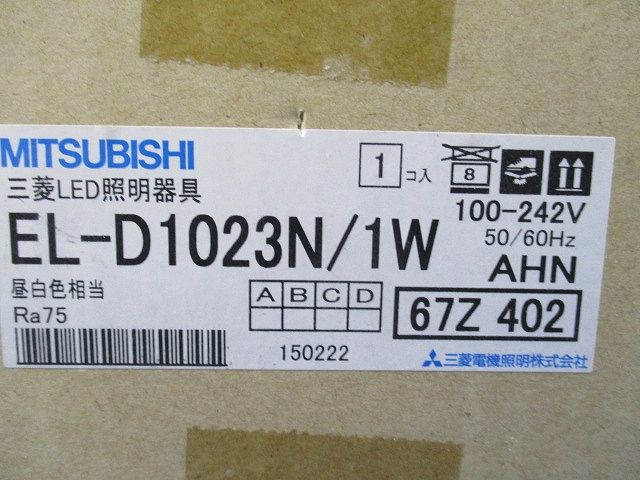 MITSUBISHI
三菱LED照明器具
1 コ入
8
EL-D1023N/1W
100-242V
50/60Hz
AHN
昼白色相当
Ra75
A B C D
67Z 402
150222
三菱電機照明株式会社